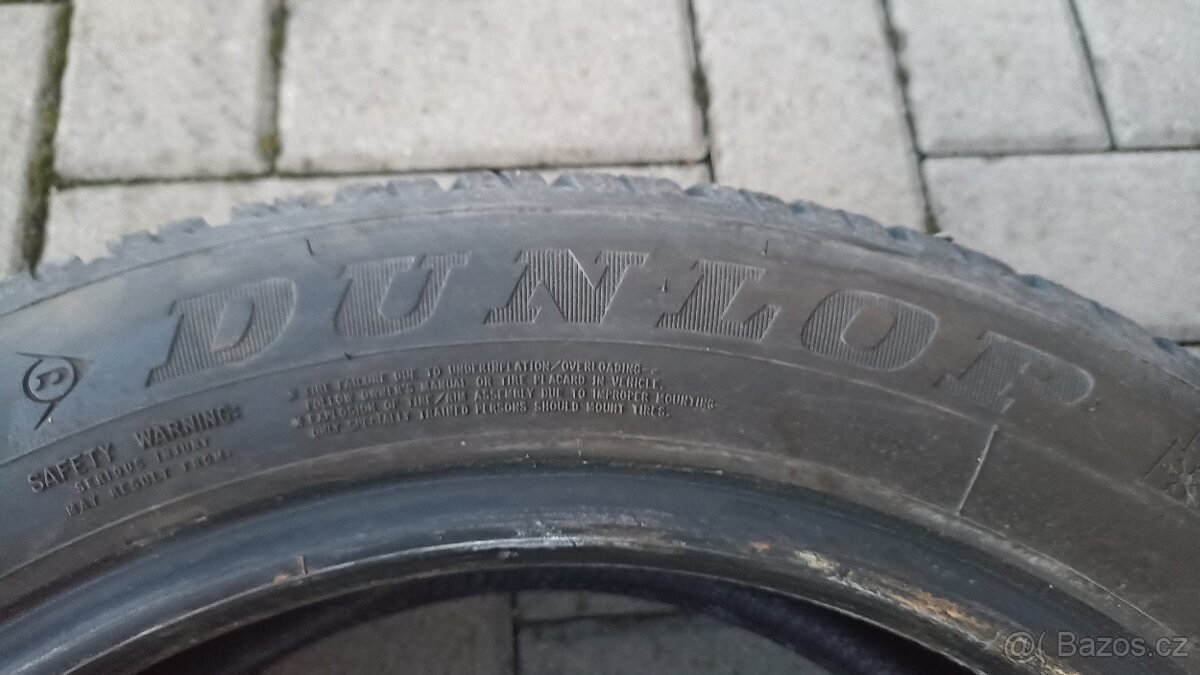 DUNLOP
SAFETY WARNING:
SERIOUS INJURY
MAY RESULT FROM:
• TIRE FAILURE DUE TO UNDERINFLATION/OVERLOADING-
FOLLOW OWNER'S MANUAL OR TIRE PLACARD IN VEHICLE.
• EXPLOSION OF TIRE/RIM ASSEMBLY DUE TO IMPROPER MOUNTING-
ONLY SPECIALLY TRAINED PERSONS SHOULD MOUNT TIRES.
Bazos.cz